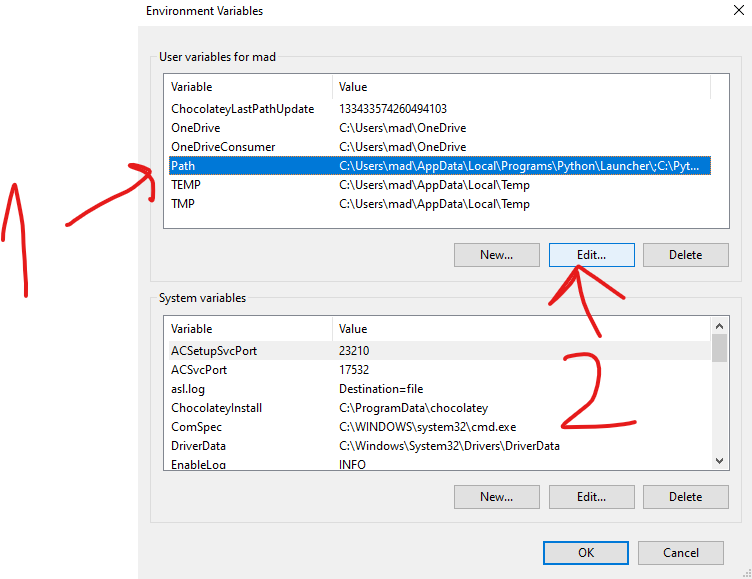 Environment Variables
User variables for mad
Variable Value
ChocolateyLastPathUpdate 133433574260494103
OneDrive C:\Users\mad\OneDrive
OneDriveConsumer C:\Users\mad\OneDrive
Path C:\Users\mad\AppData\Local\Programs\Python\Launcher\;C:\Pyt...
TEMP C:\Users\mad\AppData\Local\Temp
TMP C:\Users\mad\AppData\Local\Temp
1
New... Edit... Delete
System variables
Variable Value
ACSetupSvcPort 23210
ACSvcPort 17532
asl.log Destination=file
ChocolateyInstall C:\ProgramData\chocolatey
ComSpec C:\WINDOWS\system32\cmd.exe
DriverData C:\Windows\System32\Drivers\DriverData
EnableLog INFO
2
New... Edit... Delete
OK Cancel